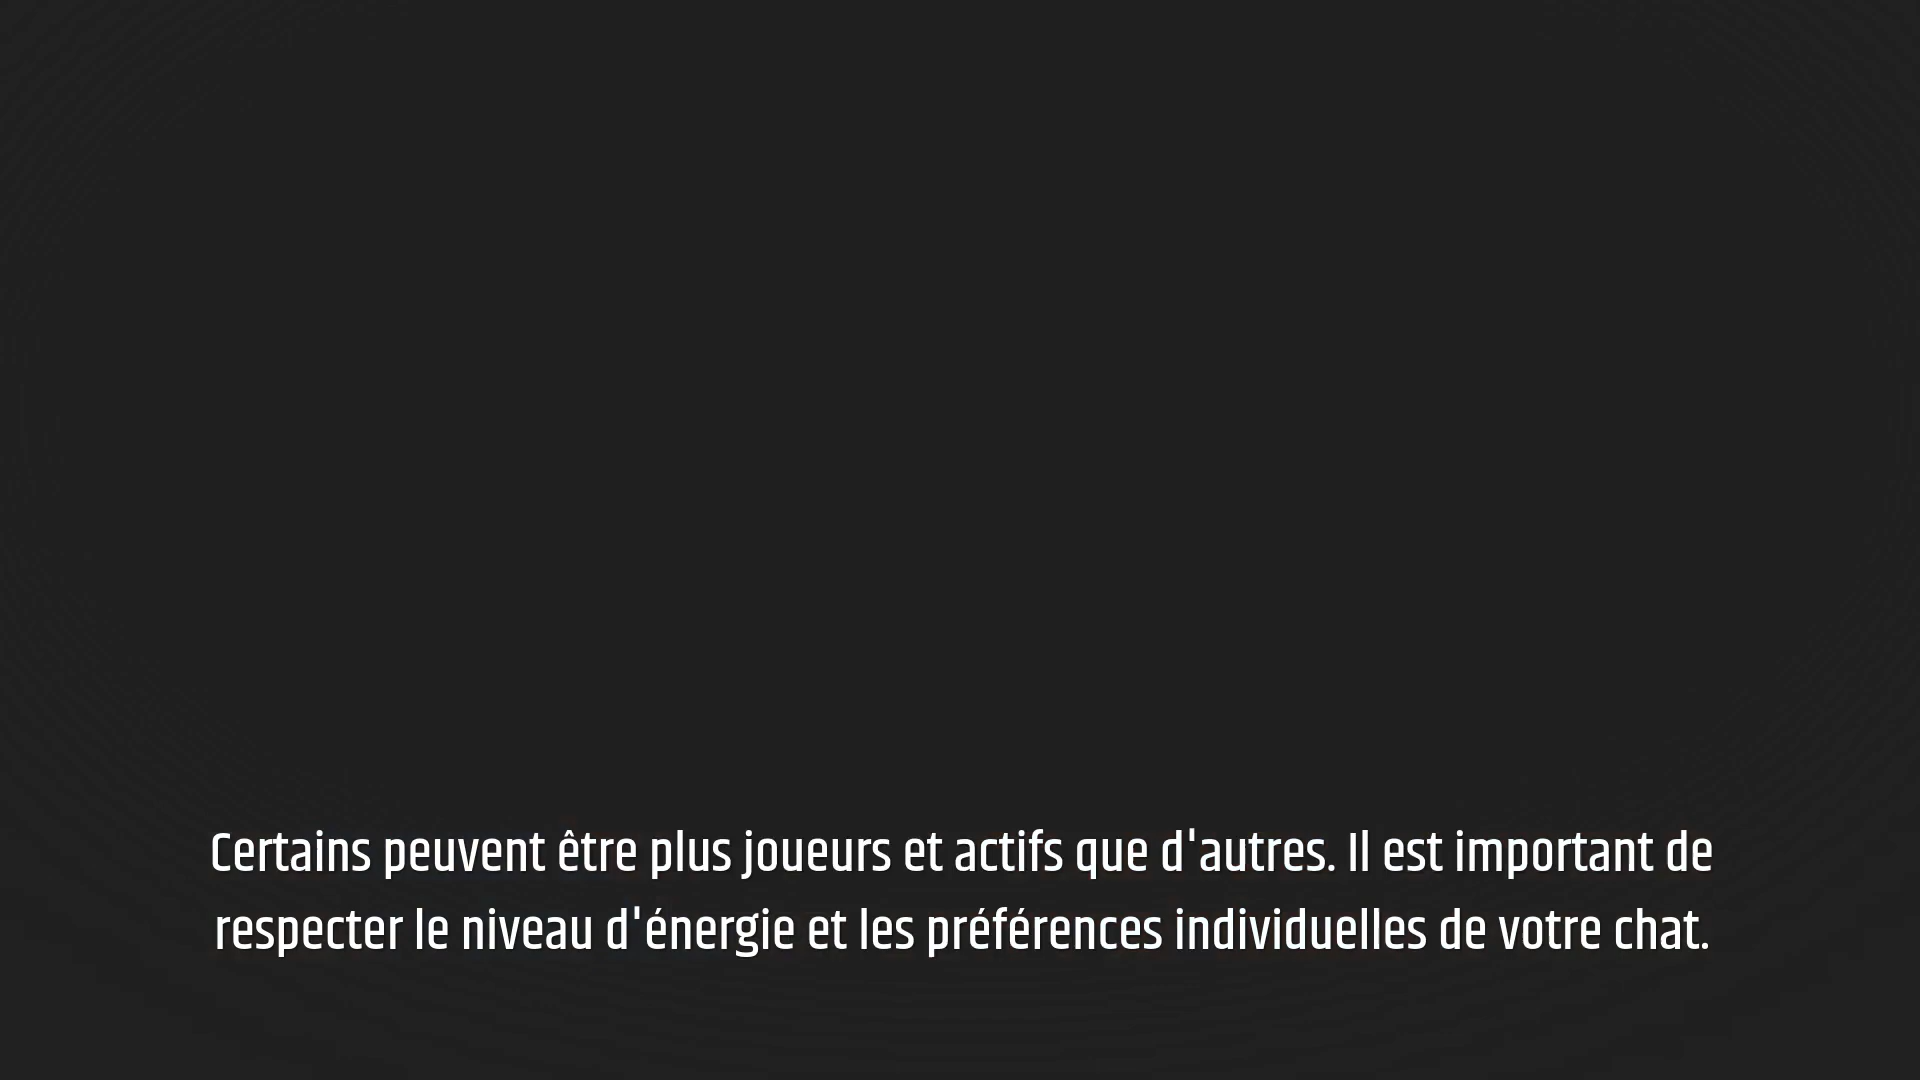 Certains peuvent être plus joueurs et actifs que d'autres. Il est important de
respecter le niveau d'énergie et les préférences individuelles de votre chat.